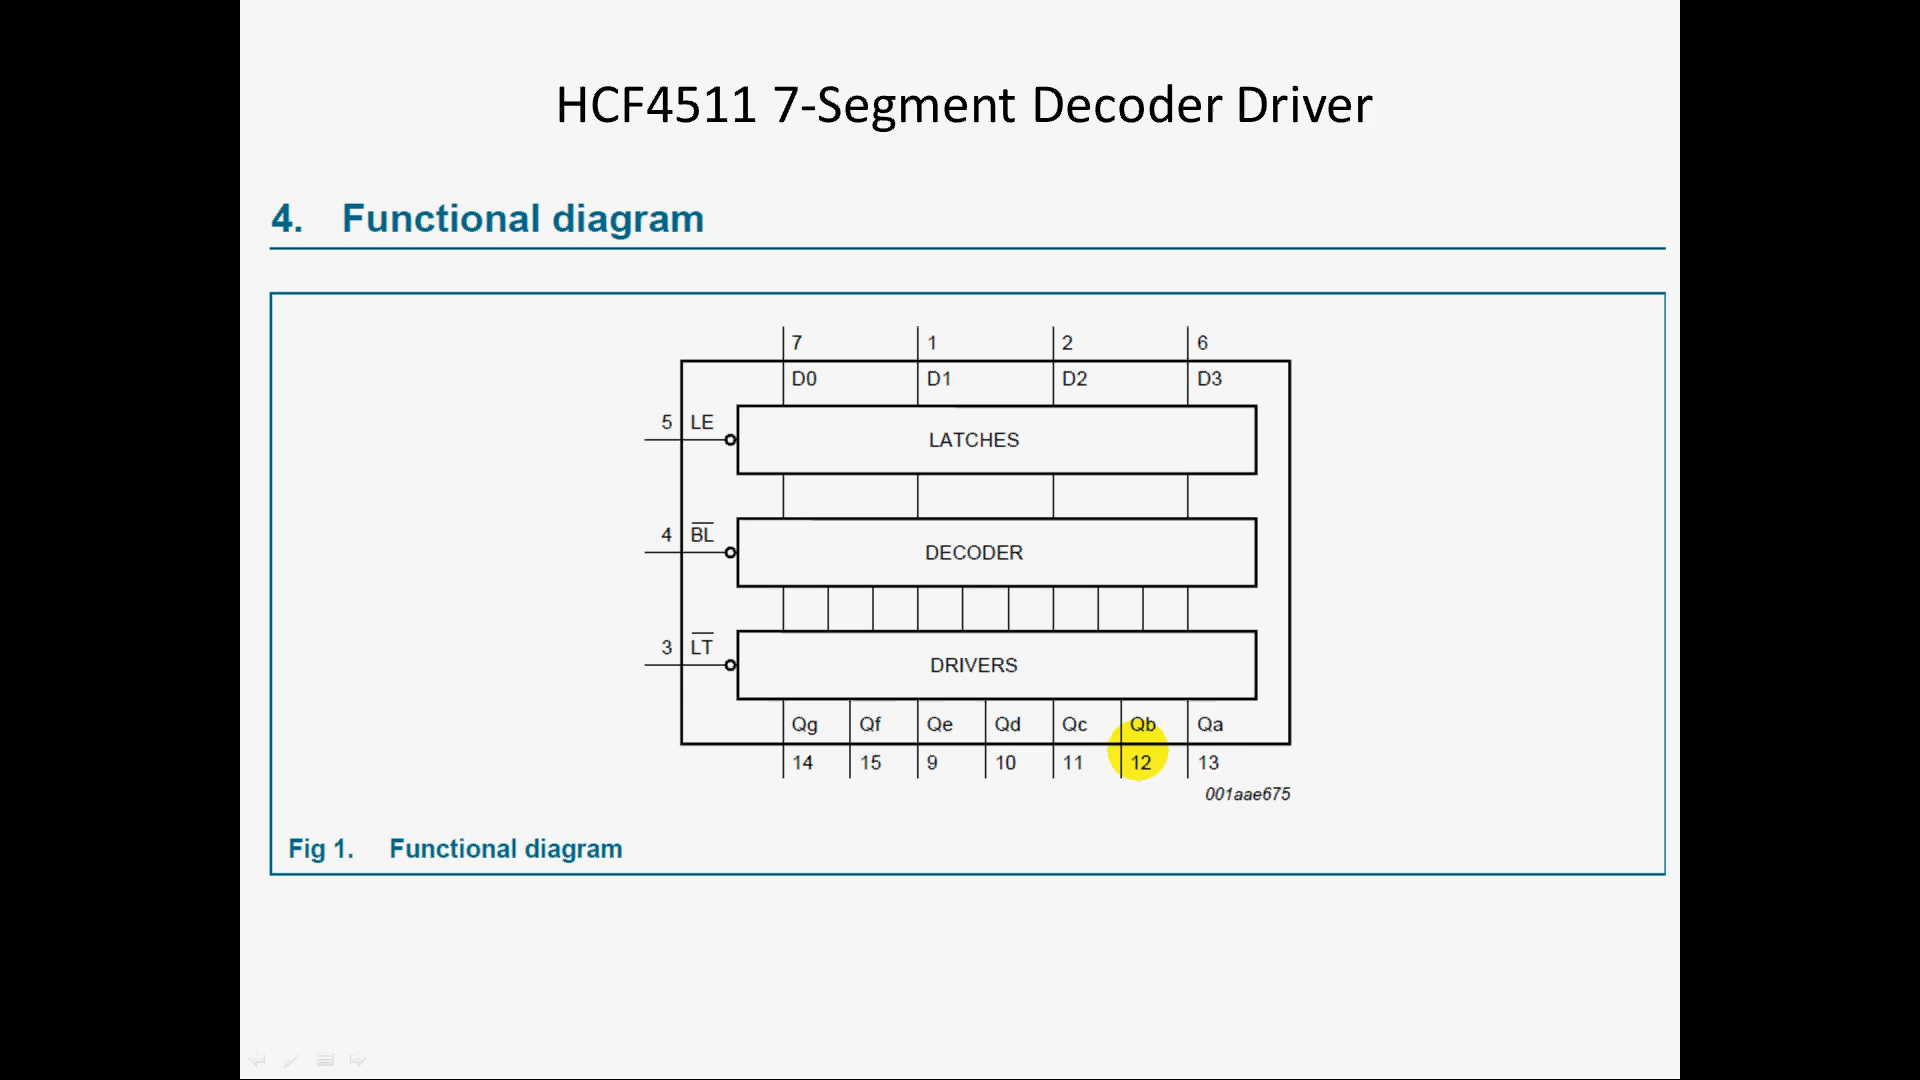 HCF4511 7-Segment Decoder Driver
4. Functional diagram
7 1 2 6
D0 D1 D2 D3
5 LE
LATCHES
4 B̅L̅
DECODER
3 L̅T̅
DRIVERS
Qg Qf Qe Qd Qc Qb Qa
14 15 9 10 11 12 13
001aae675
Fig 1. Functional diagram